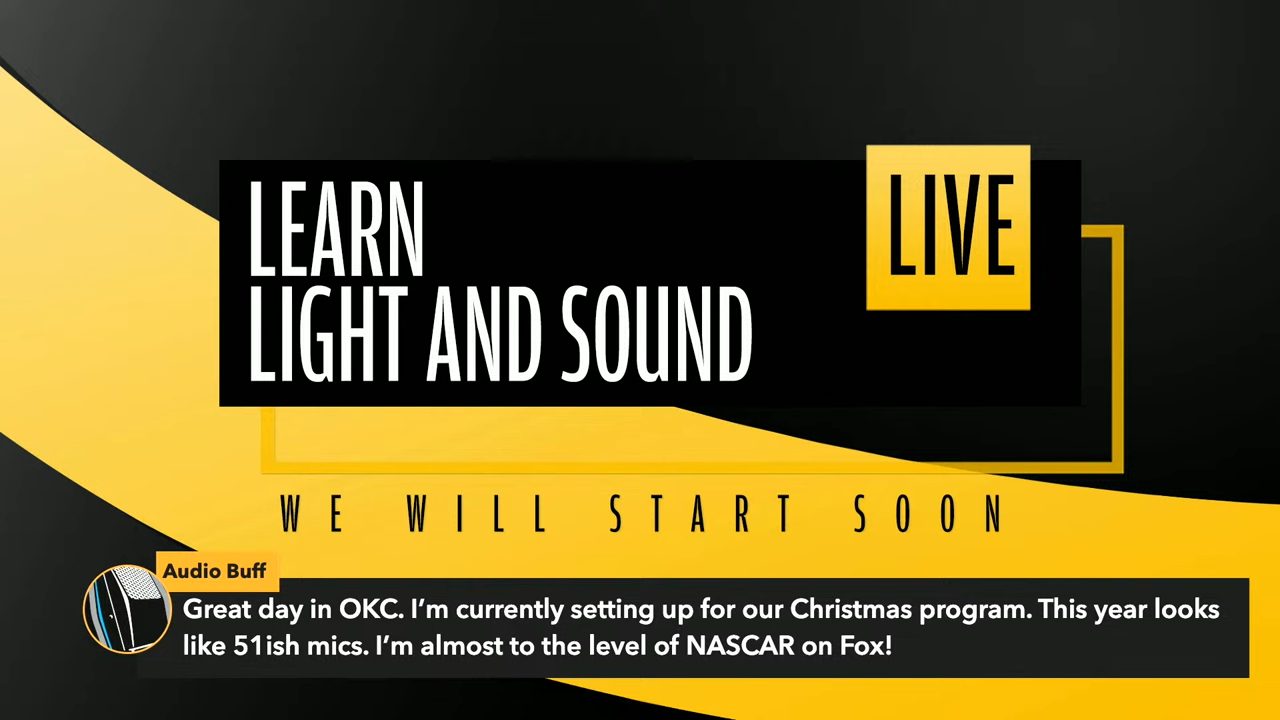 LEARN
LIGHT AND SOUND
LIVE
WE WILL START SOON
Audio Buff
Great day in OKC. I’m currently setting up for our Christmas program. This year looks
like 51ish mics. I’m almost to the level of NASCAR on Fox!